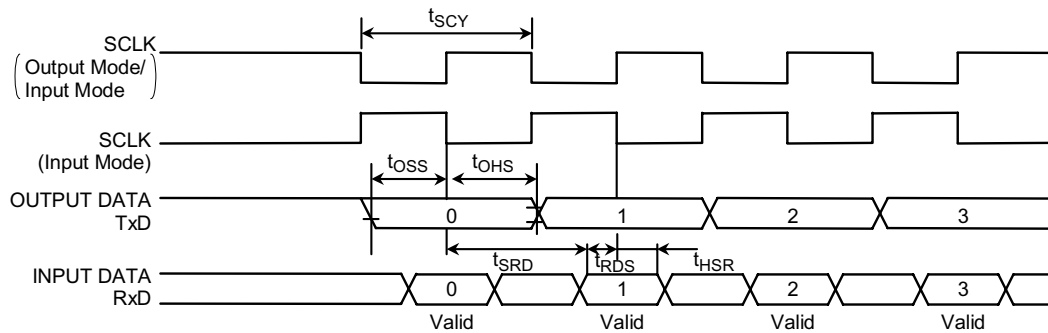 tSCY
SCLK
(Output Mode/
Input Mode)
SCLK
(Input Mode)
tOSS tOHS
OUTPUT DATA
TxD
0 1 2 3
tSRD tRDS tHSR
INPUT DATA
RxD
0 1 2 3
Valid Valid Valid Valid